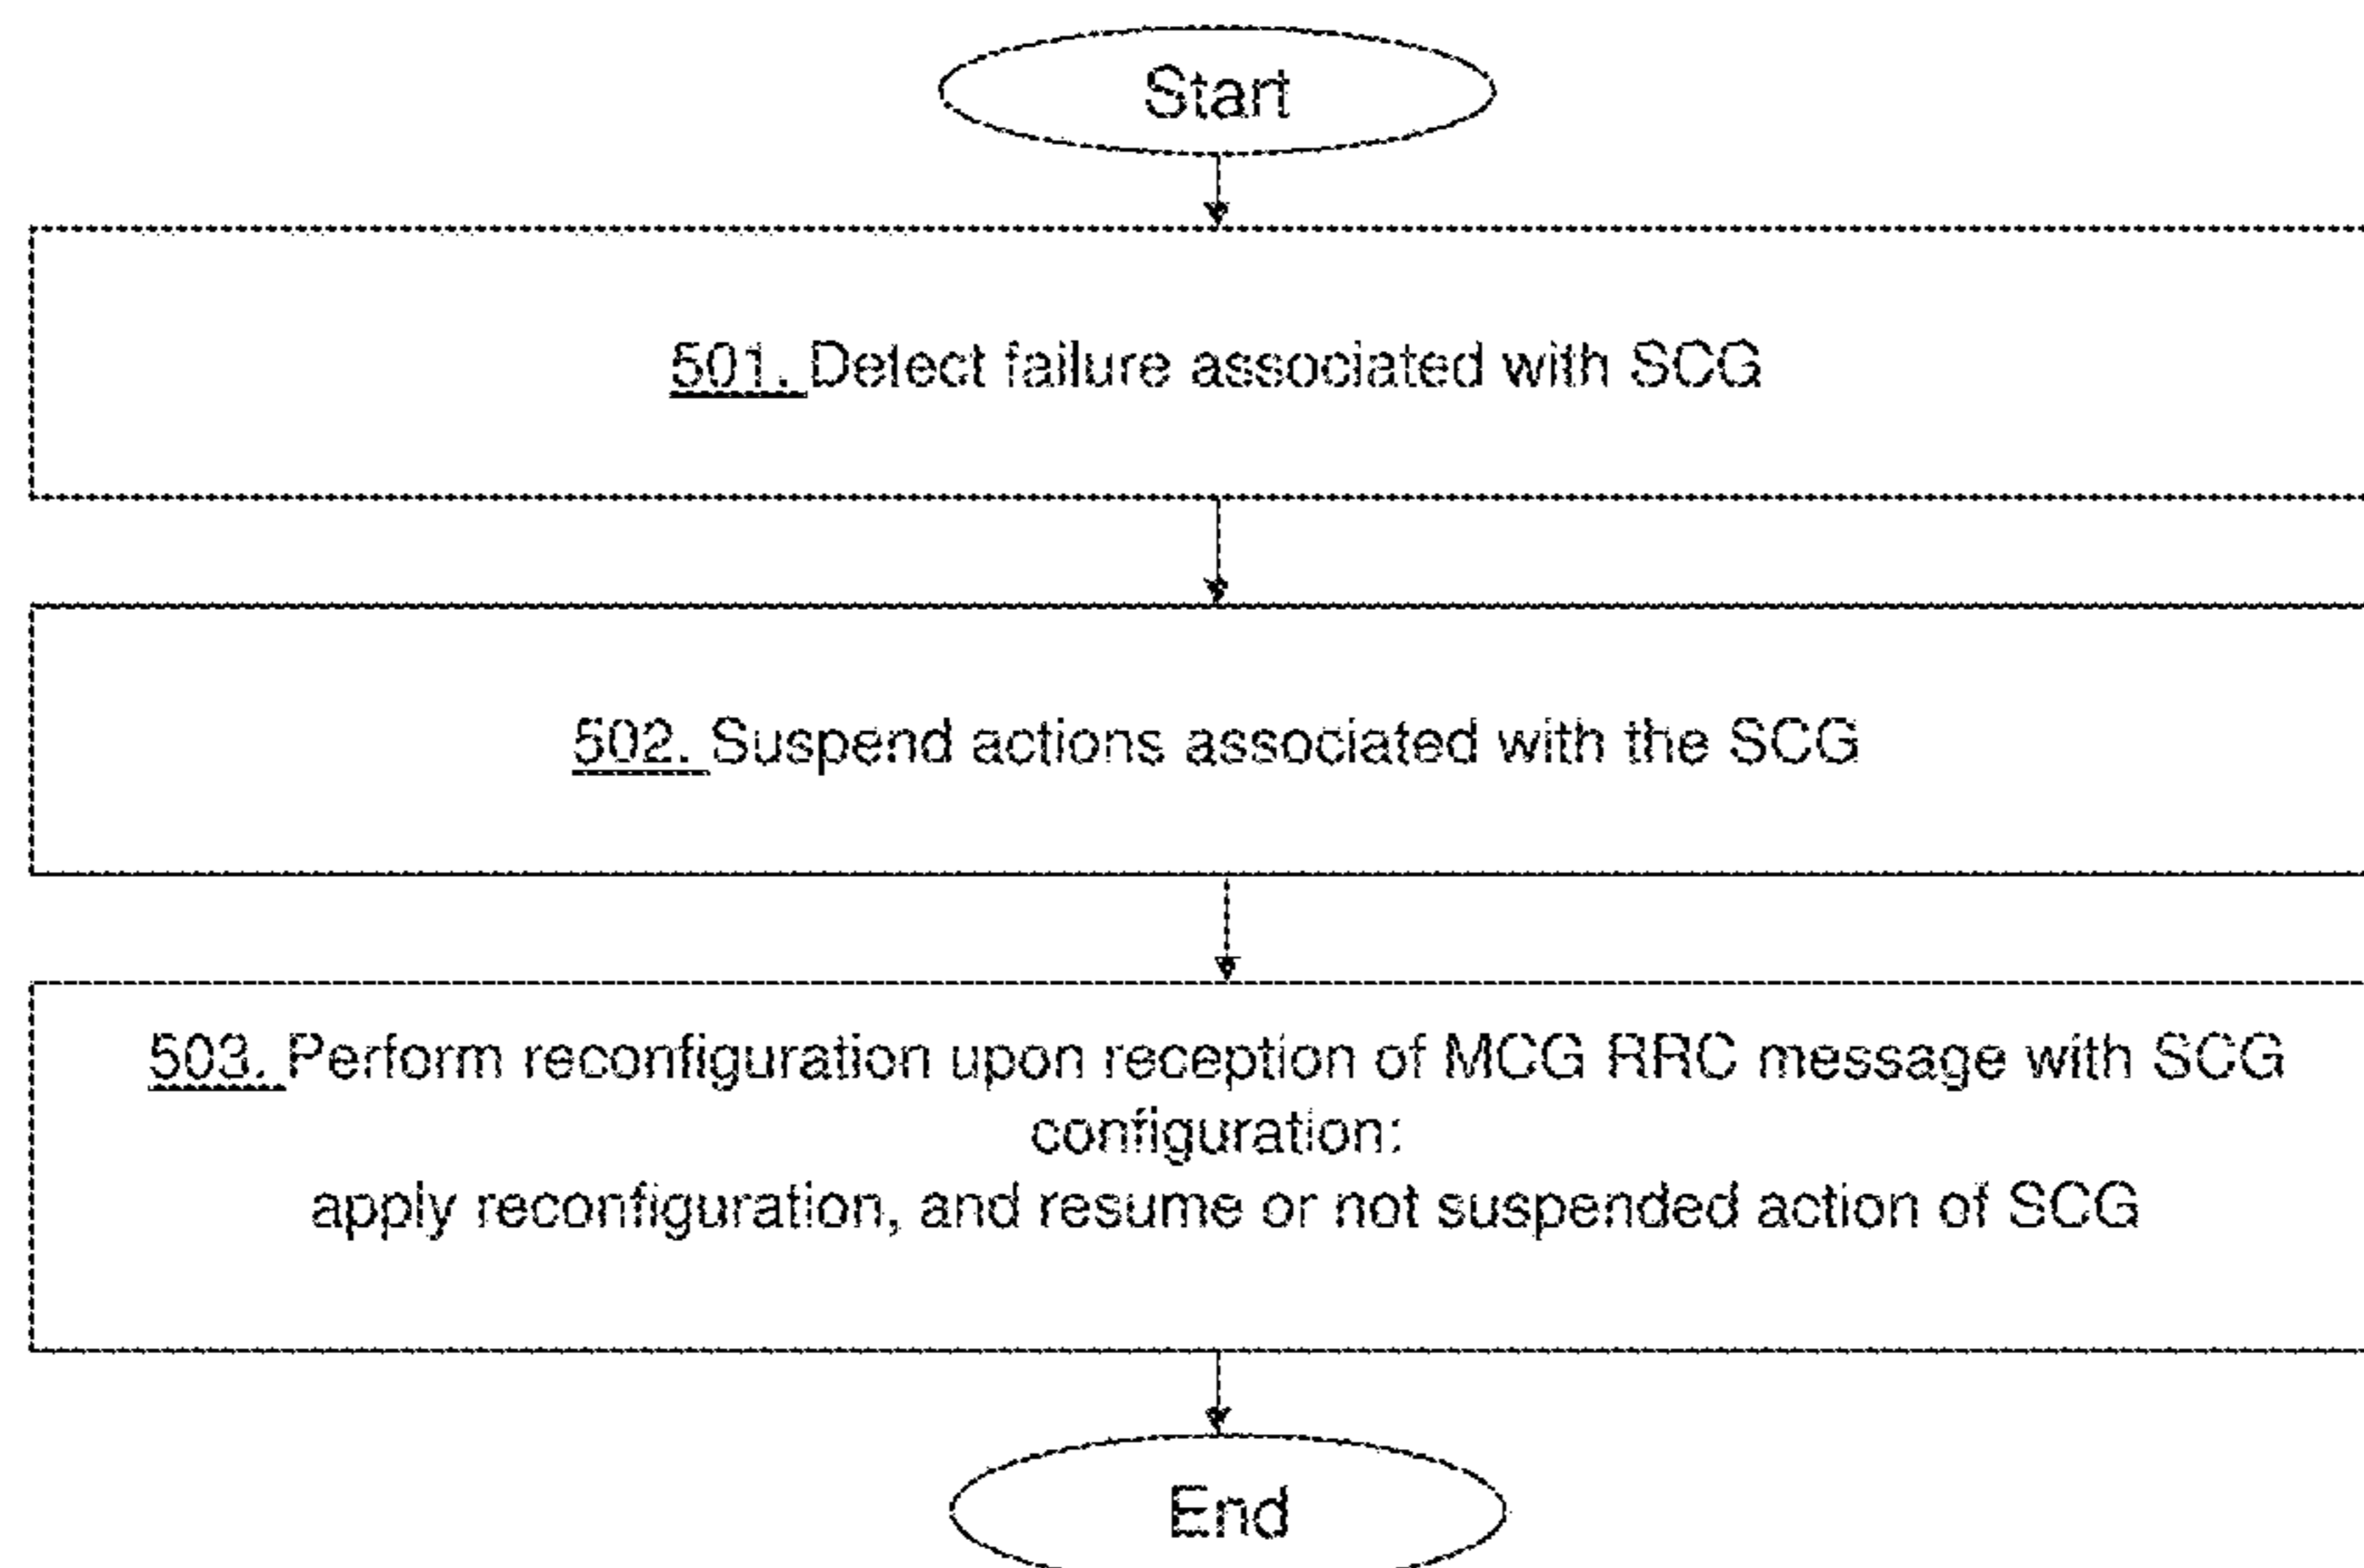 Start
501. Detect failure associated with SCG
502. Suspend actions associated with the SCG
503. Perform reconfiguration upon reception of MCG RRC message with SCG
configuration:
apply reconfiguration, and resume or not suspended action of SCG
End